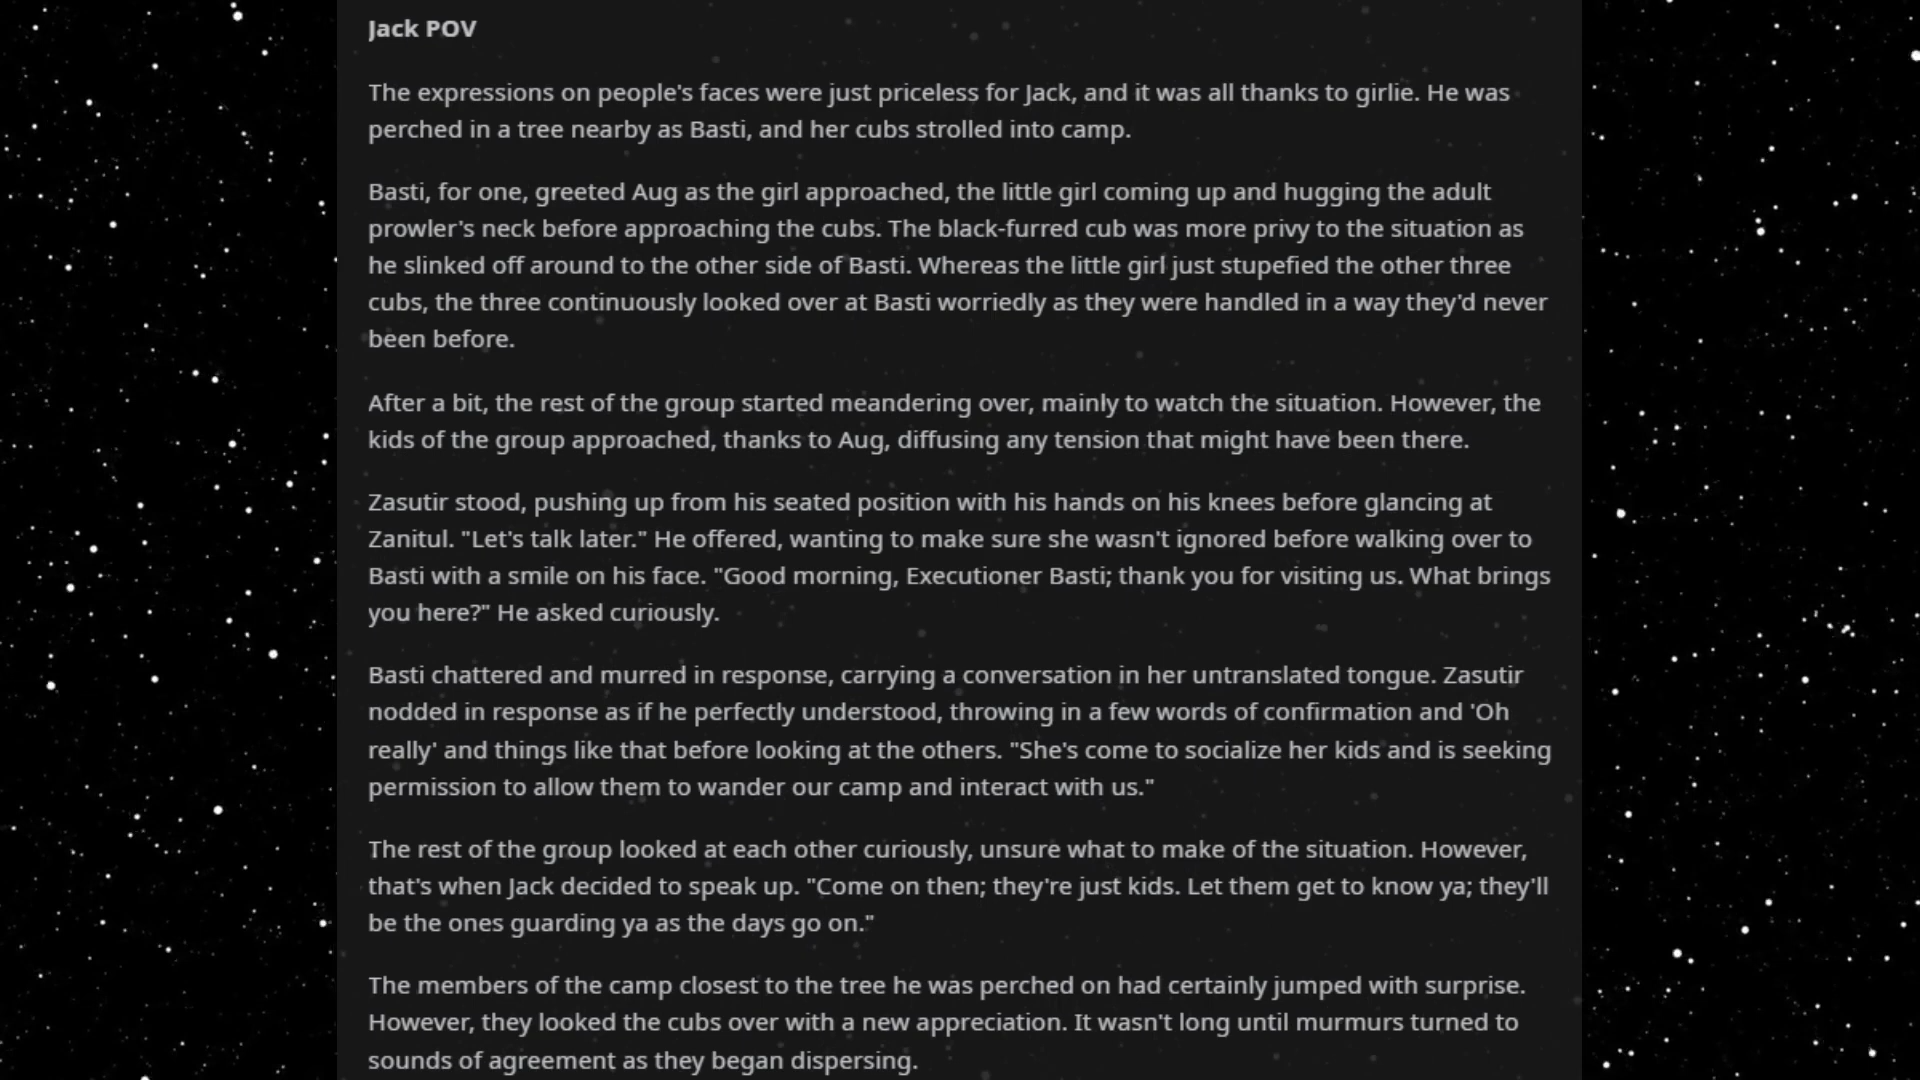 Jack POV
The expressions on people's faces were just priceless for Jack, and it was all thanks to girlie. He was
perched in a tree nearby as Basti, and her cubs strolled into camp.
Basti, for one, greeted Aug as the girl approached, the little girl coming up and hugging the adult
prowler's neck before approaching the cubs. The black-furred cub was more privy to the situation as
he slinked off around to the other side of Basti. Whereas the little girl just stupefied the other three
cubs, the three continuously looked over at Basti worriedly as they were handled in a way they'd never
been before.
After a bit, the rest of the group started meandering over, mainly to watch the situation. However, the
kids of the group approached, thanks to Aug, diffusing any tension that might have been there.
Zasutir stood, pushing up from his seated position with his hands on his knees before glancing at
Zanitul. "Let's talk later." He offered, wanting to make sure she wasn't ignored before walking over to
Basti with a smile on his face. "Good morning, Executioner Basti; thank you for visiting us. What brings
you here?" He asked curiously.
Basti chattered and murred in response, carrying a conversation in her untranslated tongue. Zasutir
nodded in response as if he perfectly understood, throwing in a few words of confirmation and 'Oh
really' and things like that before looking at the others. "She's come to socialize her kids and is seeking
permission to allow them to wander our camp and interact with us."
The rest of the group looked at each other curiously, unsure what to make of the situation. However,
that's when Jack decided to speak up. "Come on then; they're just kids. Let them get to know ya; they'll
be the ones guarding ya as the days go on."
The members of the camp closest to the tree he was perched on had certainly jumped with surprise.
However, they looked the cubs over with a new appreciation. It wasn't long until murmurs turned to
sounds of agreement as they began dispersing.